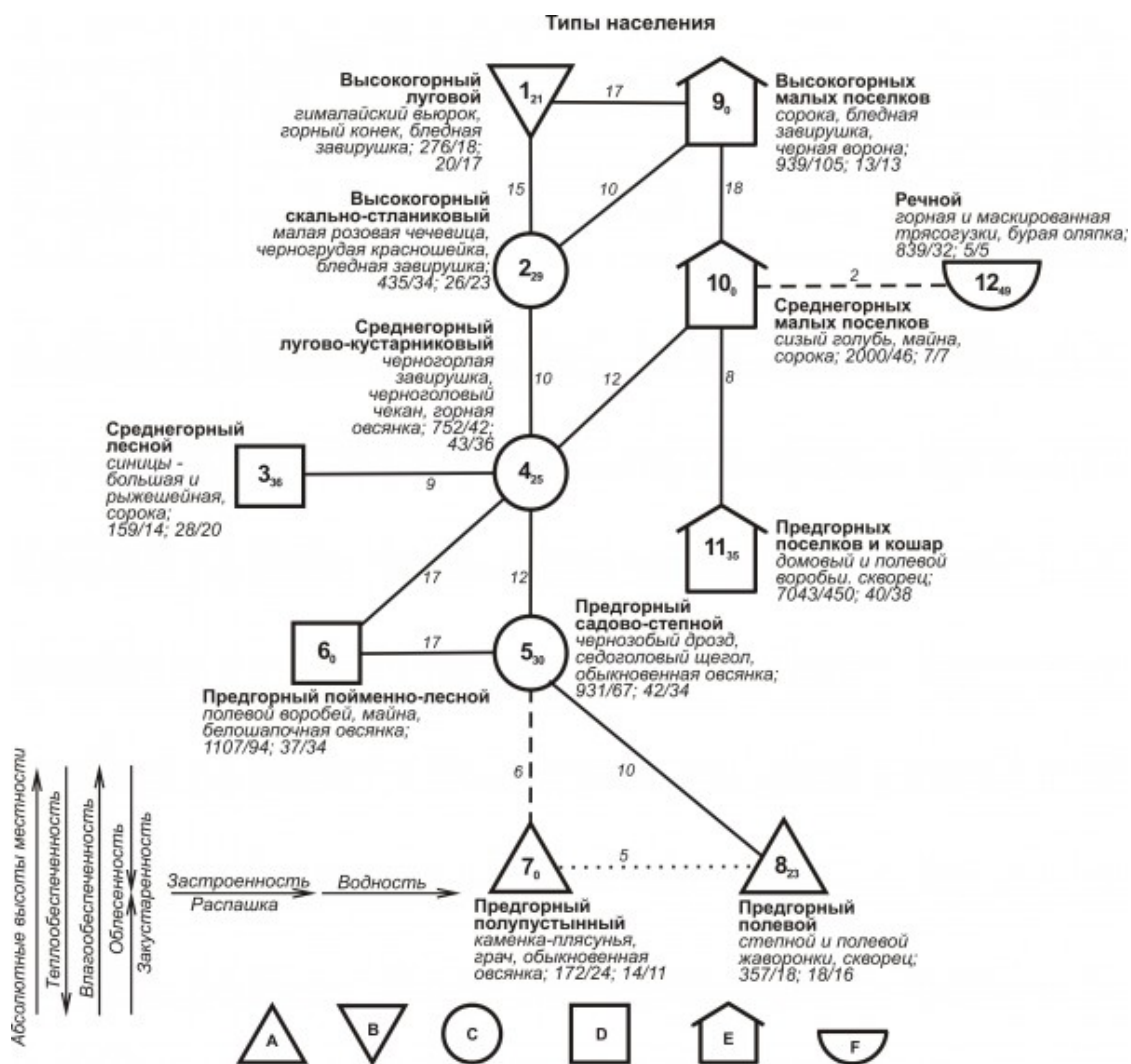 Типы населения
Высокогорный
луговой
гималайский вьюрок,
горный конек, бледная
завирушка; 276/18;
20/17
1 21
17
9 0
Высокогорных
малых поселков
сорока, бледная
завирушка,
черная ворона;
939/105; 13/13
15
10
18
Высокогорный
скально-стланиковый
малая розовая чечевица,
черногрудая красношейка,
бледная завирушка;
435/34; 26/23
2 29
10 0
2
Речной
горная и маскированная
трясогузки, бурая оляпка;
839/32; 5/5
12 49
Среднегорных
малых поселков
сизый голубь, майна,
сорока; 2000/46; 7/7
Среднегорный
лугово-кустарниковый
черногорлая
завирушка,
черноголовый
чекан, горная
овсянка; 752/42;
43/36
10
12
8
Среднегорный
лесной
синицы -
большая и
рыжешейная,
сорока;
159/14; 28/20
3 36
9
4 25
11 35
Предгорных
поселков и кошар
домовый и полевой
воробьи. скворец;
7043/450; 40/38
17
12
6 0
17
5 30
Предгорный
садово-степной
чернозобый дрозд,
седоголовый щегол,
обыкновенная овсянка;
931/67; 42/34
Предгорный пойменно-лесной
полевой воробей, майна,
белошапочная овсянка;
1107/94; 37/34
6
10
7 0
5
8 23
Предгорный
полупустынный
каменка-плясунья,
грач, обыкновенная
овсянка; 172/24; 14/11
Предгорный
полевой
степной и полевой
жаворонки, скворец;
357/18; 18/16
Абсолютные высоты местности
Теплообеспеченность
Влагообеспеченность
Облесенность
Закустаренность
Застроенность
Распашка
Водность
A
B
C
D
E
F